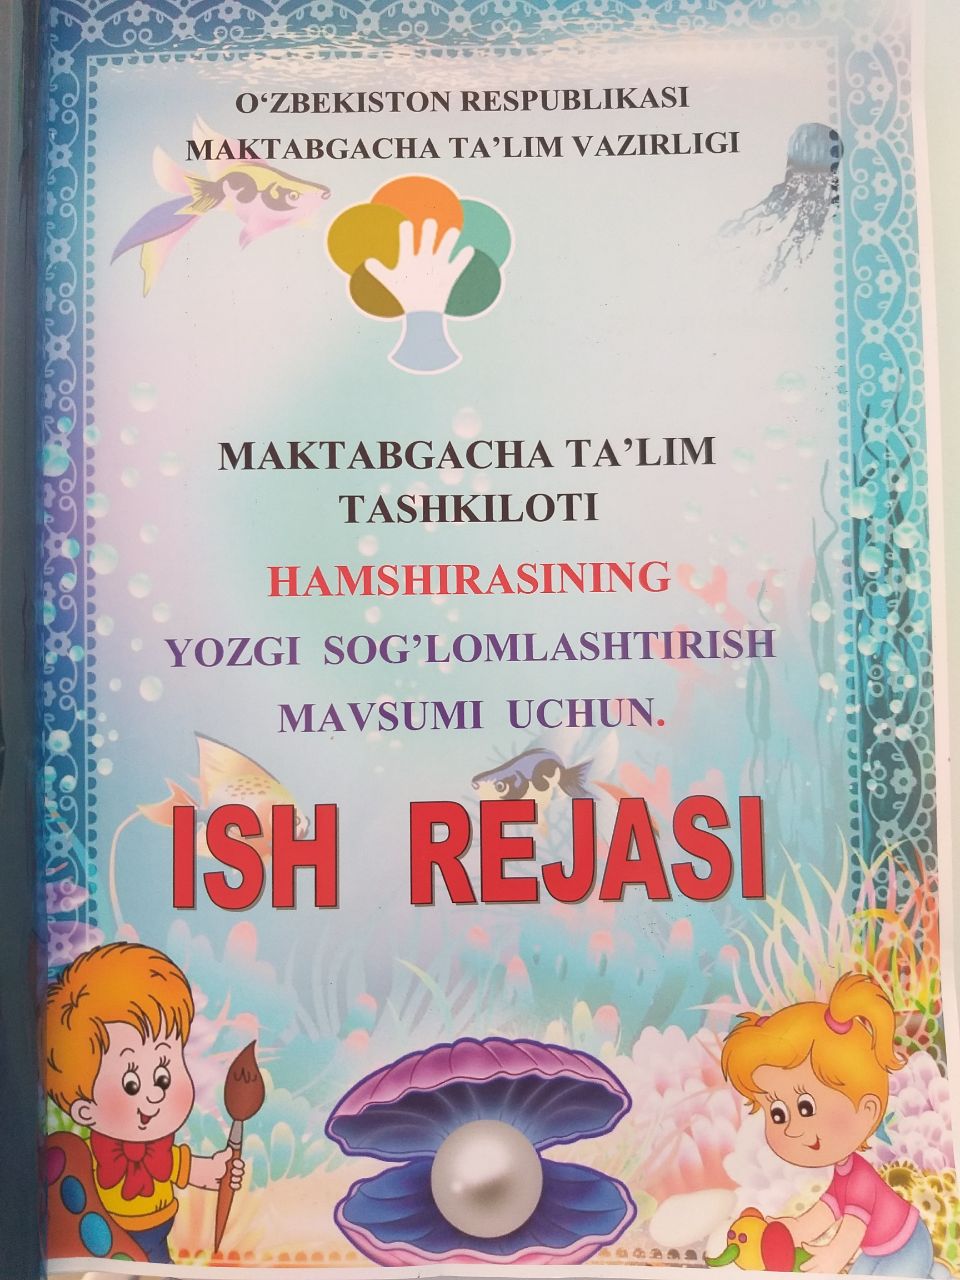 O‘ZBEKISTON RESPUBLIKASI
MAKTABGACHA TA’LIM VAZIRLIGI
MAKTABGACHA TA’LIM
TASHKILOTI
HAMSHIRASINING
YOZGI SOG’LOMLASHTIRISH
MAVSUMI UCHUN.
ISH REJASI